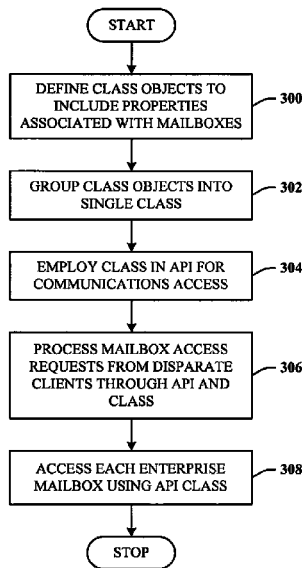 START
DEFINE CLASS OBJECTS TO
INCLUDE PROPERTIES
ASSOCIATED WITH MAILBOXES
300
GROUP CLASS OBJECTS INTO
SINGLE CLASS
302
EMPLOY CLASS IN API FOR
COMMUNICATIONS ACCESS
304
PROCESS MAILBOX ACCESS
REQUESTS FROM DISPARATE
CLIENTS THROUGH API AND
CLASS
306
ACCESS EACH ENTERPRISE
MAILBOX USING API CLASS
308
STOP